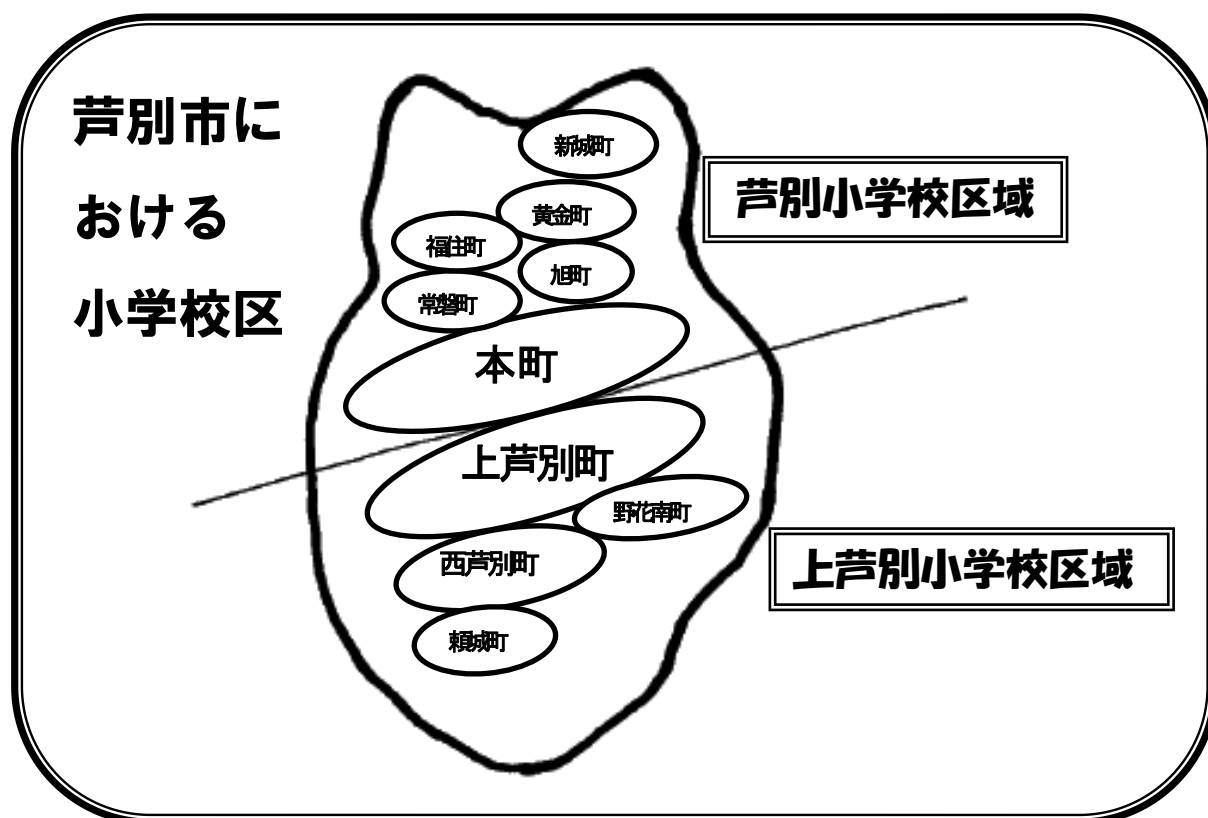 芦別市に
おける
小学校区
新城町
芦別小学校区域
黄金町
福住町
旭町
常磐町
本町
上芦別町
野花南町
西芦別町
上芦別小学校区域
頼城町